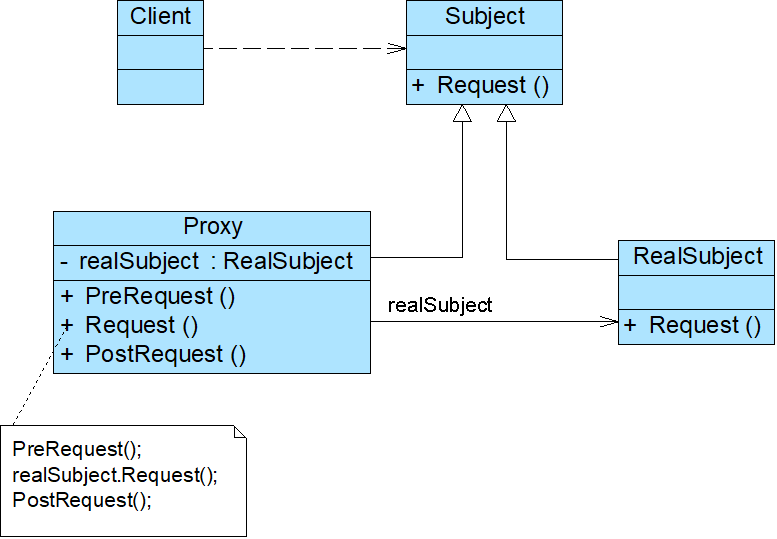 Client
Subject
+ Request ()
Proxy
- realSubject : RealSubject
+ PreRequest ()
+ Request ()
+ PostRequest ()
realSubject
RealSubject
+ Request ()
PreRequest();
realSubject.Request();
PostRequest();